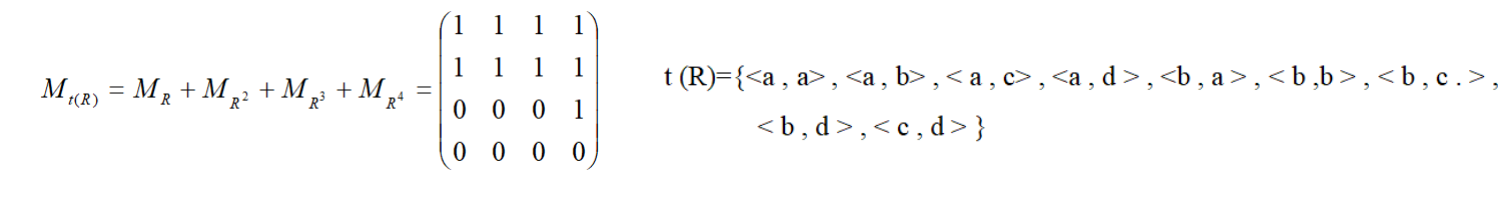 M_{t(R)} = M_R + M_{R^2} + M_{R^3} + M_{R^4} =
1 1 1 1
1 1 1 1
0 0 0 1
0 0 0 0
t (R)={<a , a> , <a , b> , < a , c> , <a , d > , <b , a > , < b ,b > , < b , c . > ,
< b , d > , < c , d > }